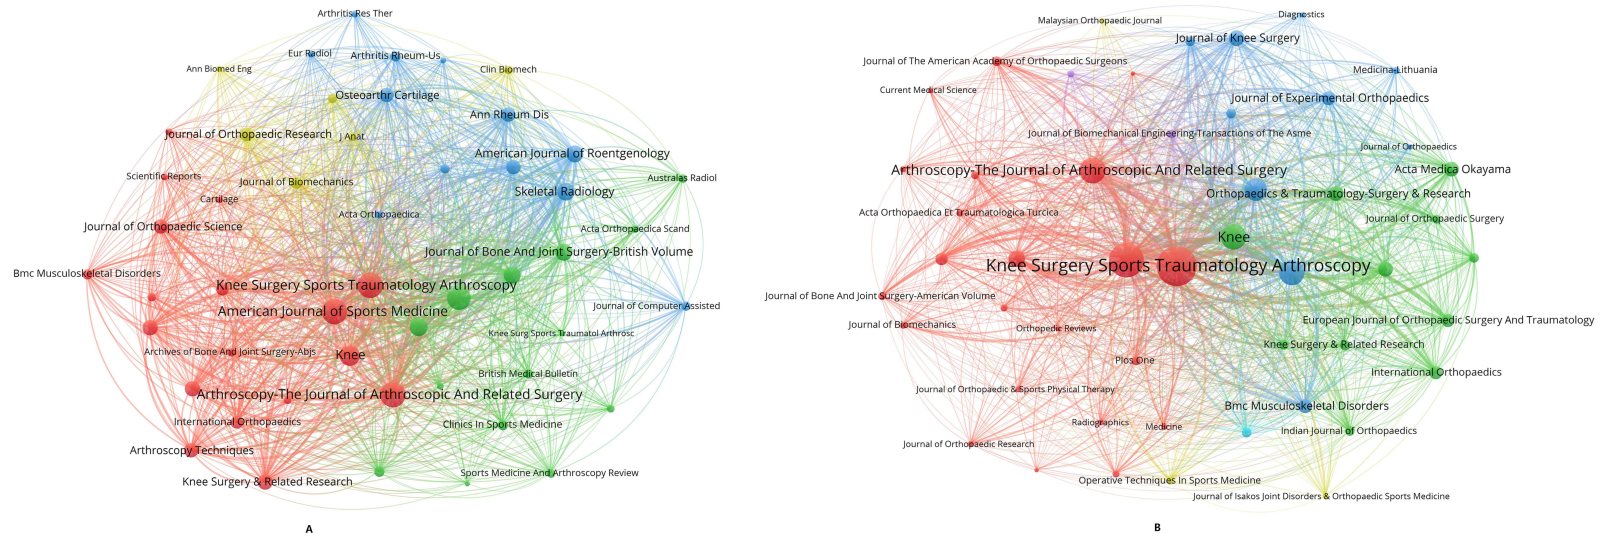 Arthritis Res Ther
Eur Radiol
Arthritis Rheum-Us
Ann Biomed Eng
Clin Biomech
Osteoarthr Cartilage
Ann Rheum Dis
Journal of Orthopaedic Research
J Anat
American Journal of Roentgenology
Scientific Reports
Journal of Biomechanics
Australas Radiol
Skeletal Radiology
Cartilage
Acta Orthopaedica
Journal of Orthopaedic Science
Acta Orthopaedica Scand
Journal of Bone And Joint Surgery-British Volume
Bmc Musculoskeletal Disorders
Knee Surgery Sports Traumatology Arthroscopy
Journal of Computer Assisted
American Journal of Sports Medicine
Knee Surg Sports Traumatol Arthrosc
Archives of Bone And Joint Surgery-Abjs
Knee
British Medical Bulletin
Arthroscopy-The Journal of Arthroscopic And Related Surgery
International Orthopaedics
Clinics In Sports Medicine
Arthroscopy Techniques
Sports Medicine And Arthroscopy Review
Knee Surgery & Related Research
A
Diagnostics
Malaysian Orthopaedic Journal
Journal of Knee Surgery
Journal of The American Academy of Orthopaedic Surgeons
Medicina-Lithuania
Current Medical Science
Journal of Experimental Orthopaedics
Journal of Biomechanical Engineering-Transactions of The Asme
Journal of Orthopaedics
Arthroscopy-The Journal of Arthroscopic And Related Surgery
Acta Medica Okayama
Orthopaedics & Traumatology-Surgery & Research
Acta Orthopaedica Et Traumatologica Turcica
Journal of Orthopaedic Surgery
Knee
Knee Surgery Sports Traumatology Arthroscopy
Journal of Bone And Joint Surgery-American Volume
European Journal of Orthopaedic Surgery And Traumatology
Journal of Biomechanics
Orthopedic Reviews
Knee Surgery & Related Research
Plos One
International Orthopaedics
Journal of Orthopaedic & Sports Physical Therapy
Bmc Musculoskeletal Disorders
Radiographics
Medicine
Indian Journal of Orthopaedics
Journal of Orthopaedic Research
Operative Techniques In Sports Medicine
Journal of Isakos Joint Disorders & Orthopaedic Sports Medicine
B